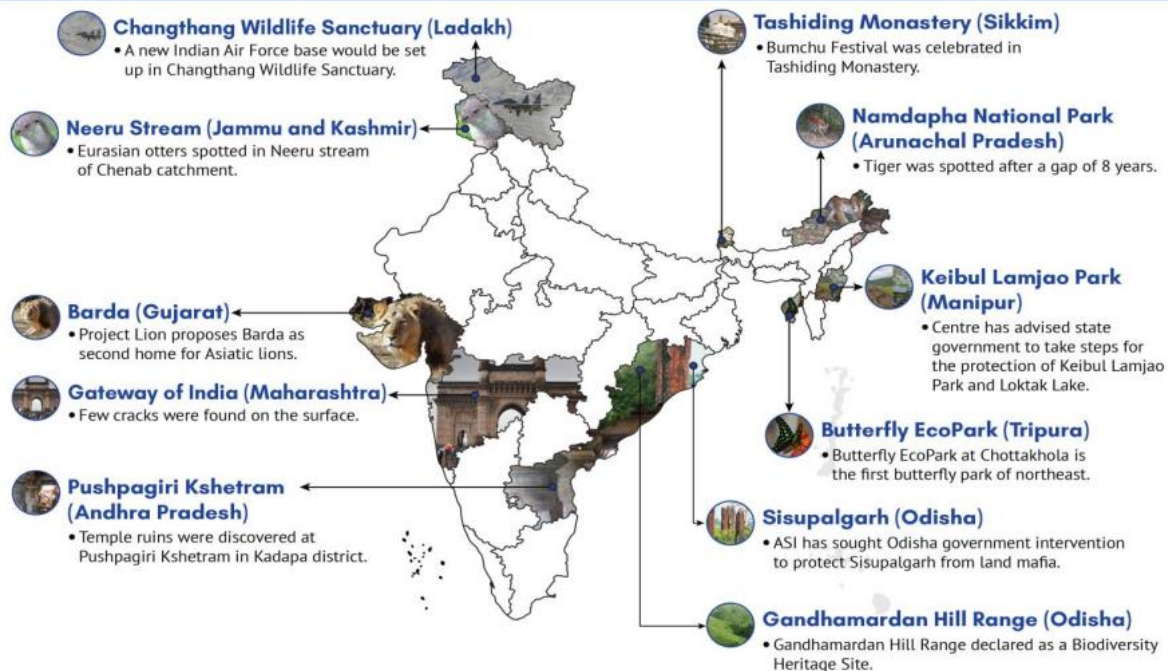 Changthang Wildlife Sanctuary (Ladakh)
• A new Indian Air Force base would be set
up in Changthang Wildlife Sanctuary.
Neeru Stream (Jammu and Kashmir)
• Eurasian otters spotted in Neeru stream
of Chenab catchment.
Barda (Gujarat)
• Project Lion proposes Barda as
second home for Asiatic lions.
Gateway of India (Maharashtra)
• Few cracks were found on the surface.
Pushpagiri Kshetram
(Andhra Pradesh)
• Temple ruins were discovered at
Pushpagiri Kshetram in Kadapa district.
Tashiding Monastery (Sikkim)
• Bumchu Festival was celebrated in
Tashiding Monastery.
Namdapha National Park
(Arunachal Pradesh)
• Tiger was spotted after a gap of 8 years.
Keibul Lamjao Park
(Manipur)
• Centre has advised state
government to take steps for
the protection of Keibul Lamjao
Park and Loktak Lake.
Butterfly EcoPark (Tripura)
• Butterfly EcoPark at Chottakhola is
the first butterfly park of northeast.
Sisupalgarh (Odisha)
• ASI has sought Odisha government intervention
to protect Sisupalgarh from land mafia.
Gandhamardan Hill Range (Odisha)
• Gandhamardan Hill Range declared as a Biodiversity
Heritage Site.